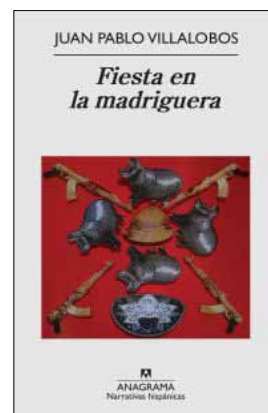 JUAN PABLO VILLALOBOS
Fiesta en
la madriguera
ANAGRAMA
Narrativas hispánicas